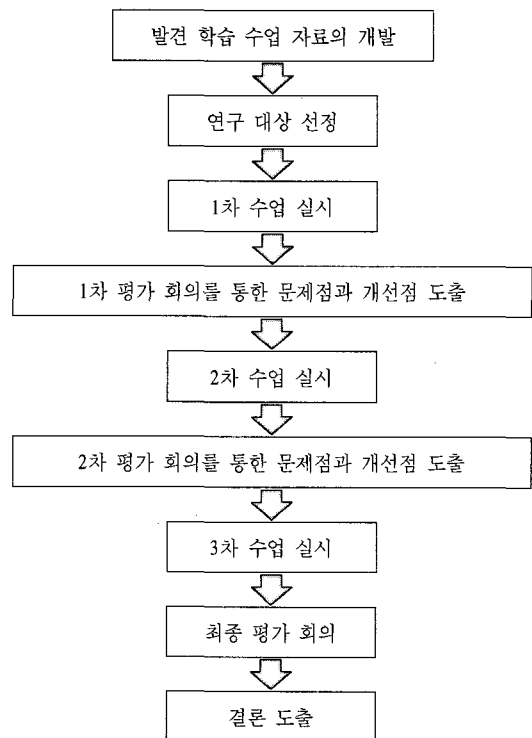 발견 학습 수업 자료의 개발
연구 대상 선정
1차 수업 실시
1차 평가 회의를 통한 문제점과 개선점 도출
2차 수업 실시
2차 평가 회의를 통한 문제점과 개선점 도출
3차 수업 실시
최종 평가 회의
결론 도출